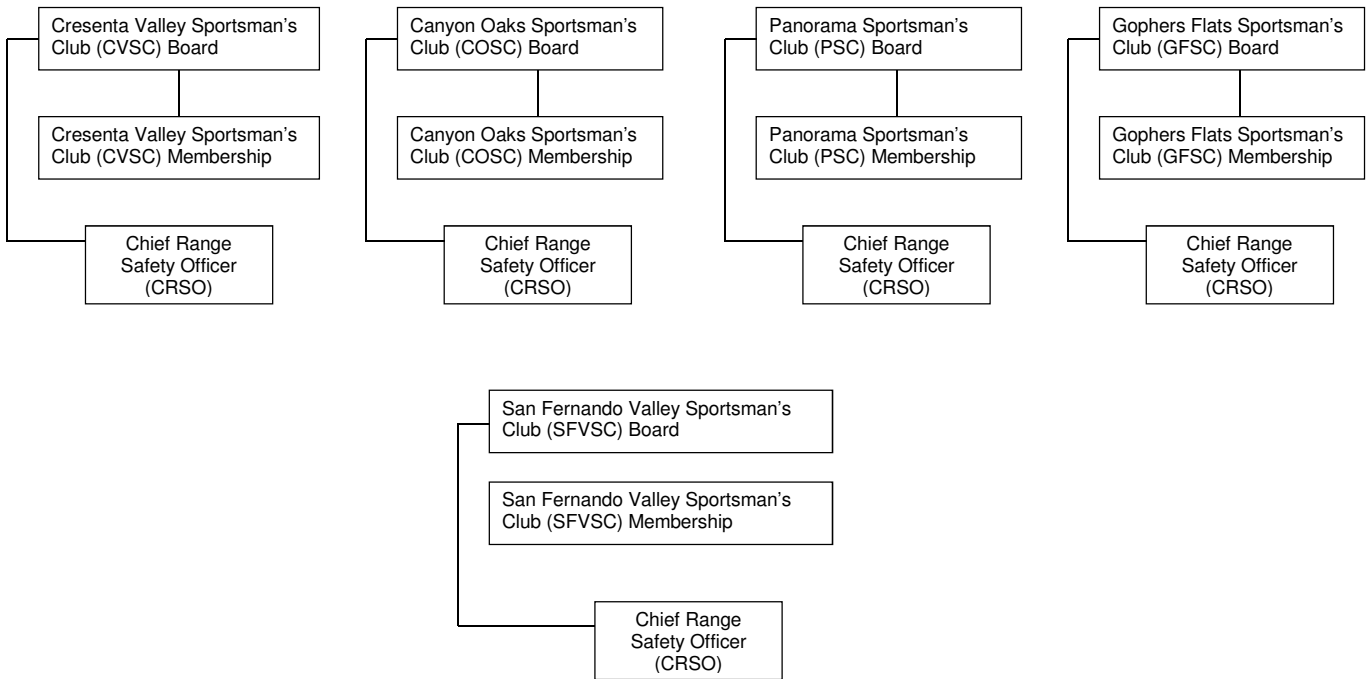 Cresenta Valley Sportsman's
Club (CVSC) Board
Canyon Oaks Sportsman's
Club (COSC) Board
Panorama Sportsman's
Club (PSC) Board
Gophers Flats Sportsman's
Club (GFSC) Board
Cresenta Valley Sportsman's
Club (CVSC) Membership
Canyon Oaks Sportsman's
Club (COSC) Membership
Panorama Sportsman's
Club (PSC) Membership
Gophers Flats Sportsman's
Club (GFSC) Membership
Chief Range
Safety Officer
(CRSO)
Chief Range
Safety Officer
(CRSO)
Chief Range
Safety Officer
(CRSO)
Chief Range
Safety Officer
(CRSO)
San Fernando Valley Sportsman's
Club (SFVSC) Board
San Fernando Valley Sportsman's
Club (SFVSC) Membership
Chief Range
Safety Officer
(CRSO)